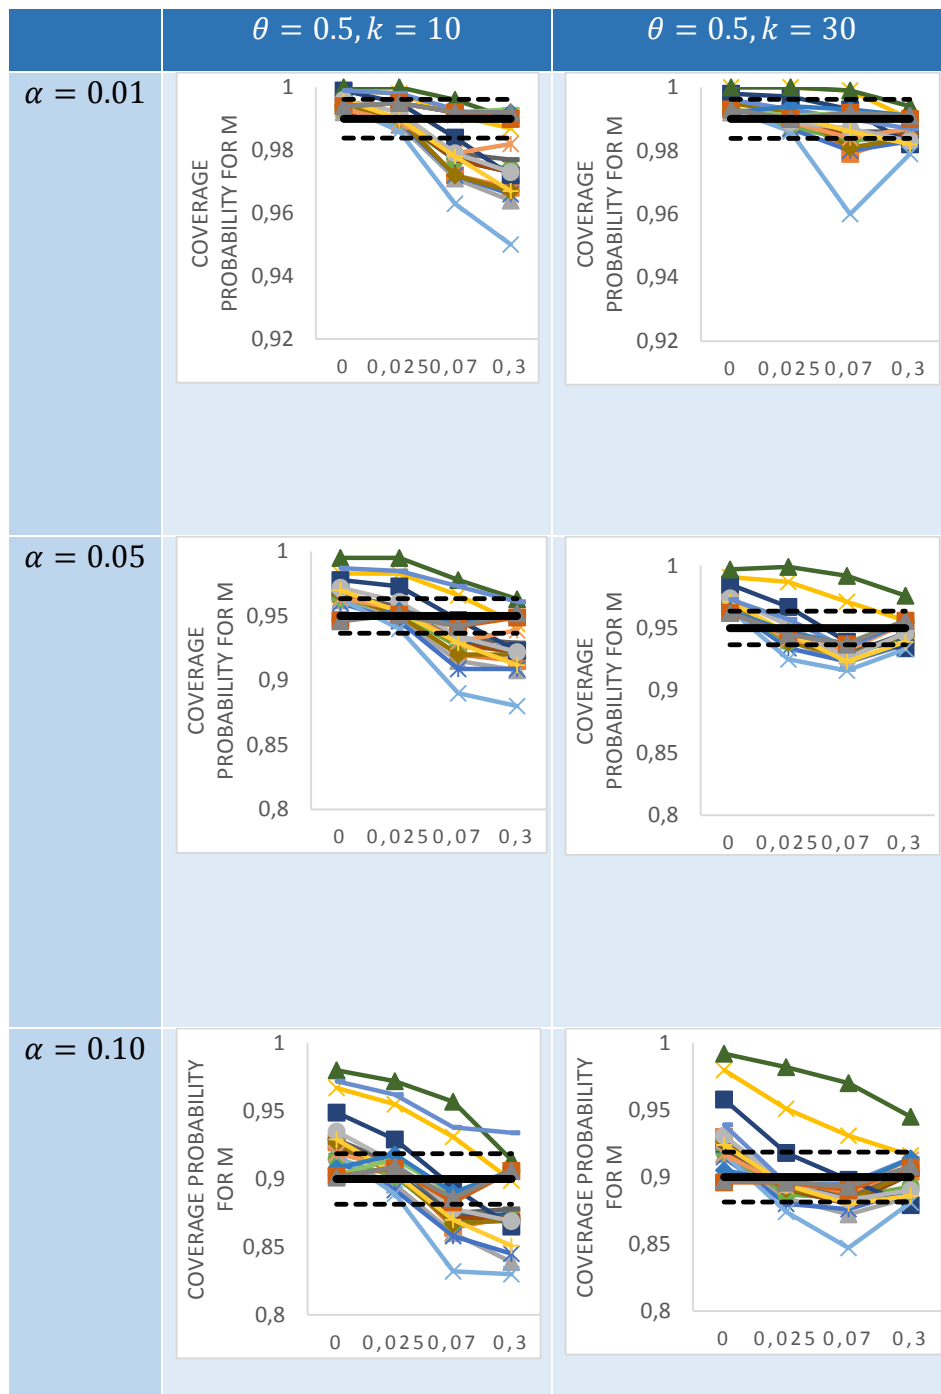 θ = 0.5, k = 10
θ = 0.5, k = 30
α = 0.01
COVERAGE
PROBABILITY FOR M
1
0,98
0,96
0,94
0,92
0 0,025 0,07 0,3
COVERAGE
PROBABILITY FOR M
1
0,98
0,96
0,94
0,92
0 0,025 0,07 0,3
α = 0.05
COVERAGE
PROBABILITY FOR M
1
0,95
0,9
0,85
0,8
0 0,025 0,07 0,3
COVERAGE
PROBABILITY FOR M
1
0,95
0,9
0,85
0,8
0 0,025 0,07 0,3
α = 0.10
COVERAGE PROBABILITY
FOR M
1
0,95
0,9
0,85
0,8
0 0,025 0,07 0,3
COVERAGE PROBABILITY
FOR M
1
0,95
0,9
0,85
0,8
0 0,025 0,07 0,3